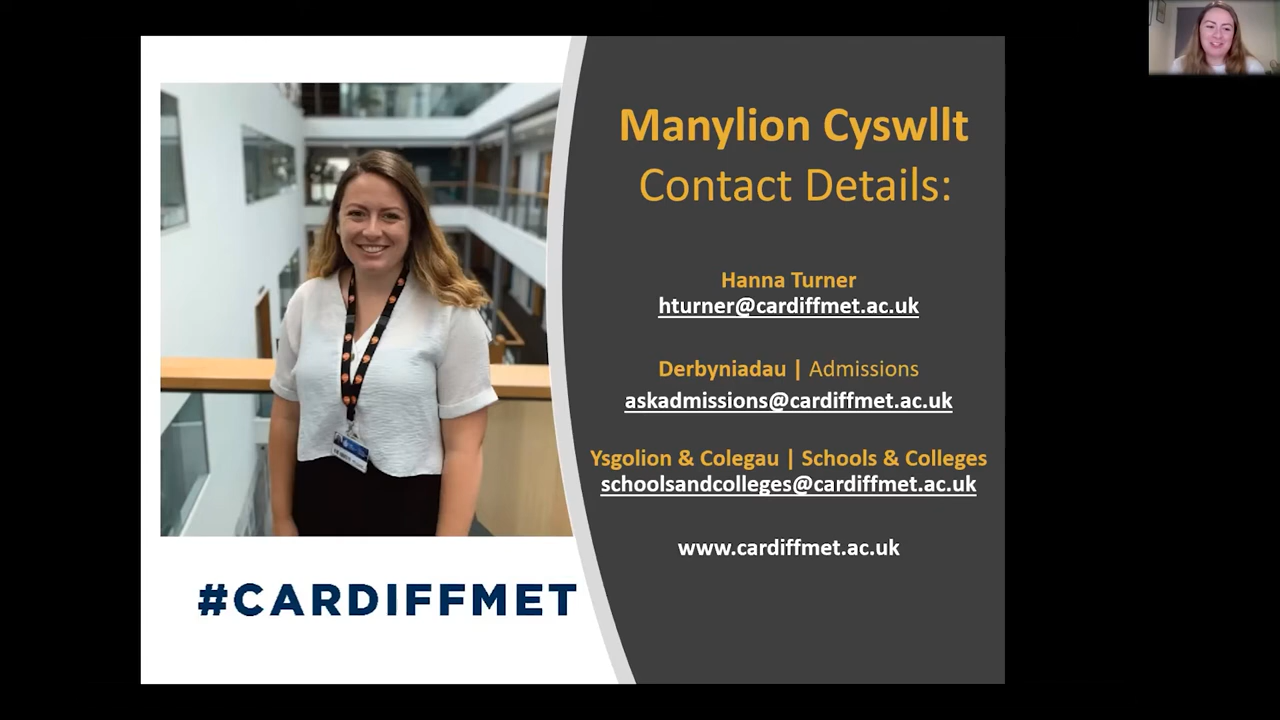 Manylion Cyswllt
Contact Details:
Hanna Turner
hturner@cardiffmet.ac.uk
Derbyniadau | Admissions
askadmissions@cardiffmet.ac.uk
Ysgolion & Colegau | Schools & Colleges
schoolsandcolleges@cardiffmet.ac.uk
www.cardiffmet.ac.uk
#CARDIFFMET